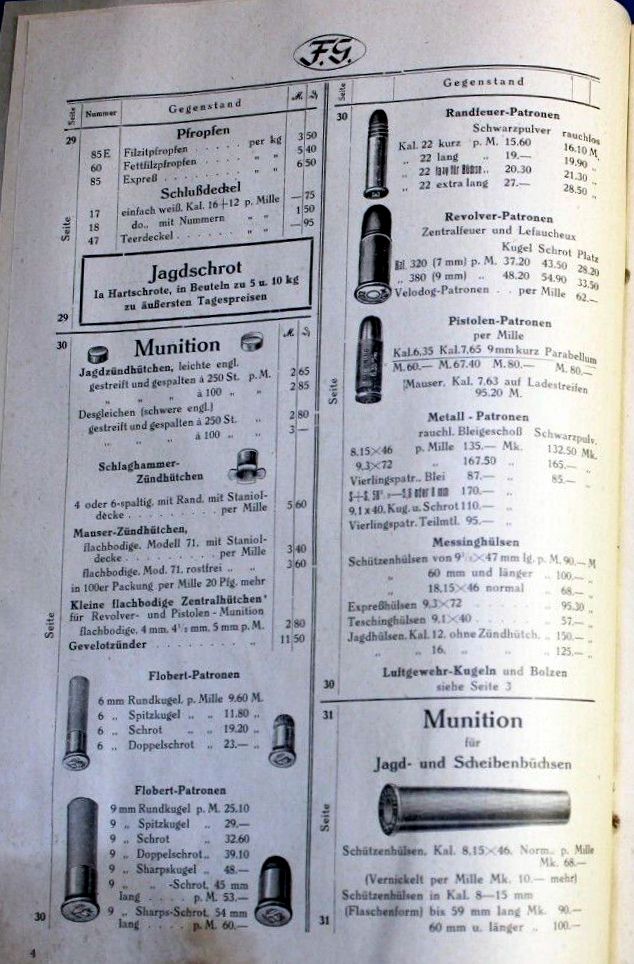 F.G.
Seite Nummer Gegenstand M. ₰
29
Pfropfen
85E Filzitpfropfen . . . . . per kg 3 50
60 Fettfilzpfropfen . . . . „ „ 5 40
85 Expreß . . . . . . „ „ 6 50
Schlußdeckel
17 einfach weiß. Kal. 16+12 p. Mille — 75
18 do., mit Nummern „ „ 1 50
47 Teerdeckel . . . . . . „ „ — 95
Seite
Jagdschrot
Ia Hartschrote, in Beuteln zu 5 u. 10 kg
zu äußersten Tagespreisen
29
30
M. ₰
Munition
Jagdzündhütchen, leichte engl.
gestreift und gespalten à 250 St. p. M. 2 65
„ „ „ à 100 „ „ 2 85
Desgleichen (schwere engl.)
gestreift und gespalten à 250 St. „ 2 80
„ „ „ à 100 „ „ 3 —
Schlaghammer-
Zündhütchen
4 oder 6-spaltig. mit Rand. mit Staniol-
decke . . . . . . . . . per Mille 5 60
Mauser-Zündhütchen,
flachbodige. Modell 71. mit Staniol-
decke . . . . . . . . per Mille 3 40
flachbodige. Mod. 71. rostfrei „ „ 3 60
in 100er Packung per Mille 20 Pfg. mehr
Kleine flachbodige Zentralhütchen
für Revolver- und Pistolen-Munition
flachbodige. 4 mm, 4½ mm. 5 mm p. M. 2 80
Gevelotzünder . . . . . . . . „ 11 50
Seite
Flobert-Patronen
6 mm Rundkugel. p. Mille 9.60 M.
6 „ Spitzkugel „ „ 11.80 „
6 „ Schrot „ „ 19.20 „
6 „ Doppelschrot „ 23.— „
Flobert-Patronen
9 mm Rundkugel p. M. 25.10
9 „ Spitzkugel „ 29.—
9 „ Schrot „ 32.60
9 „ Doppelschrot „ 39.10
9 „ Sharpskugel „ 48.—
9 „ „ -Schrot, 45 mm
lang . . . . p. M. 53.—
9 „ Sharps-Schrot. 54 mm
lang . . . . p. M. 60.—
30
4
Seite Gegenstand
30
Randfeuer-Patronen
Schwarzpulver rauchlos
Kal. 22 kurz p. M. 15.60 16.10 M.
„ 22 lang „ 19.— 19.90 „
„ 22 lang für Büchse „ 20.30 21.30 „
„ 22 extra lang 27.— 28.50 „
Revolver-Patronen
Zentralfeuer und Lefaucheux
Kugel Schrot Platz
Kal. 320 (7 mm) p. M. 37.20 43.50 28.20
„ 380 (9 mm) „ 48.20 54.90 33.50
Velodog-Patronen . . per Mille 62.—
Pistolen-Patronen
per Mille
Kal.6,35 Kal.7,65 9mm kurz Parabellum
M.60.— M.67.40 M.80.— M.80.—
Mauser. Kal. 7,63 auf Ladestreifen
95.20 M.
Seite
Metall-Patronen
rauchl. Bleigeschoß Schwarzpulv.
8.15×46 p. Mille 135.— Mk. 132.50 Mk.
9.3×72 „ 167.50 „ 165.— „
Vierlingspatr., Blei 87.— „ 85.— „
170.— „
9.1×40. Kug. u. Schrot 110.— „
Vierlingspatr. Teilmtl. 95.— „
Messinghülsen
Schützenhülsen von 9½×47 mm lg. p. M. 90.— M
„ 60 mm und länger „ 100.— „
„ 18.15×46 normal „ 68.— „
Expreßhülsen 9,3×72 . . . . . „ 95.30 „
Teschinghülsen 9.1×40 . . . . . „ 57.— „
Jagdhülsen. Kal. 12. ohne Zündhütch. „ 150.— „
„ „ 16. „ „ „ 125.— „
Luftgewehr-Kugeln und Bolzen
siehe Seite 3
30
31
Munition
für
Jagd- und Scheibenbüchsen
Seite
Schützenhülsen. Kal. 8,15×46. Norm., p. Mille
Mk. 68.—
(Vernickelt per Mille Mk. 10.— mehr)
Schützenhülsen in Kal. 8—15 mm
(Flaschenform) bis 59 mm lang Mk. 90.—
60 mm u. länger „ 100.—
31